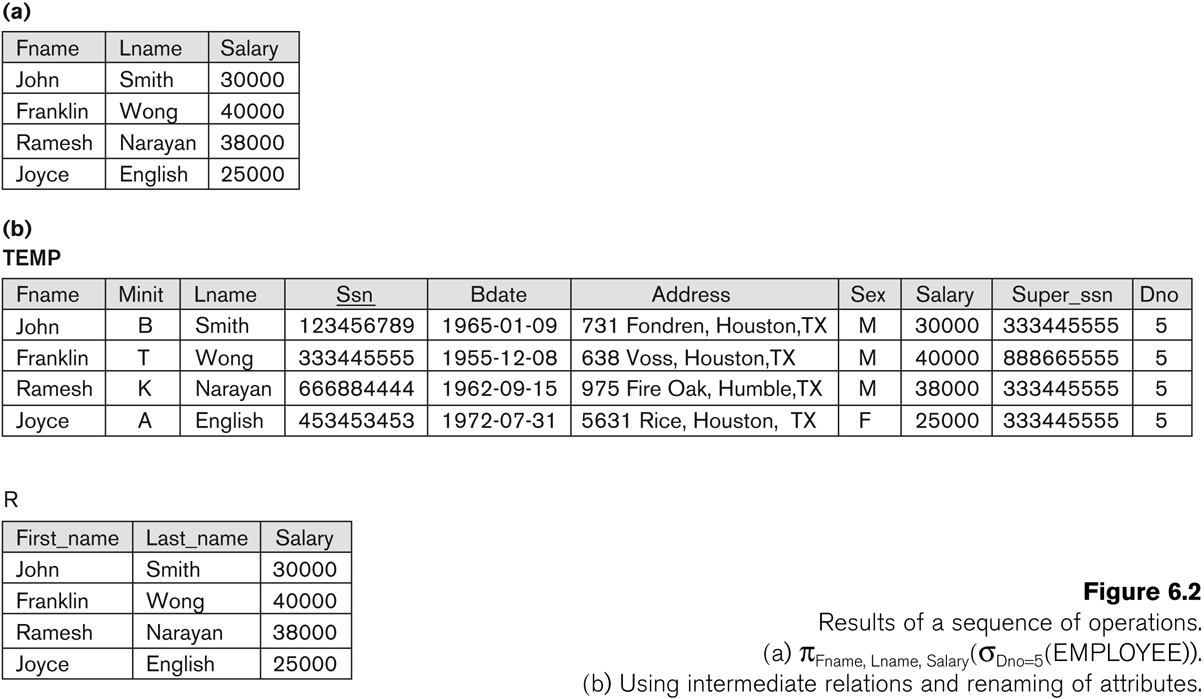 (a)
Fname Lname Salary
John Smith 30000
Franklin Wong 40000
Ramesh Narayan 38000
Joyce English 25000
(b)
TEMP
Fname Minit Lname Ssn Bdate Address Sex Salary Super_ssn Dno
John B Smith 123456789 1965-01-09 731 Fondren, Houston,TX M 30000 333445555 5
Franklin T Wong 333445555 1955-12-08 638 Voss, Houston,TX M 40000 888665555 5
Ramesh K Narayan 666884444 1962-09-15 975 Fire Oak, Humble,TX M 38000 333445555 5
Joyce A English 453453453 1972-07-31 5631 Rice, Houston, TX F 25000 333445555 5
R
First_name Last_name Salary
John Smith 30000
Franklin Wong 40000
Ramesh Narayan 38000
Joyce English 25000
Figure 6.2
Results of a sequence of operations.
(a) πFname, Lname, Salary(σDno=5(EMPLOYEE)).
(b) Using intermediate relations and renaming of attributes.